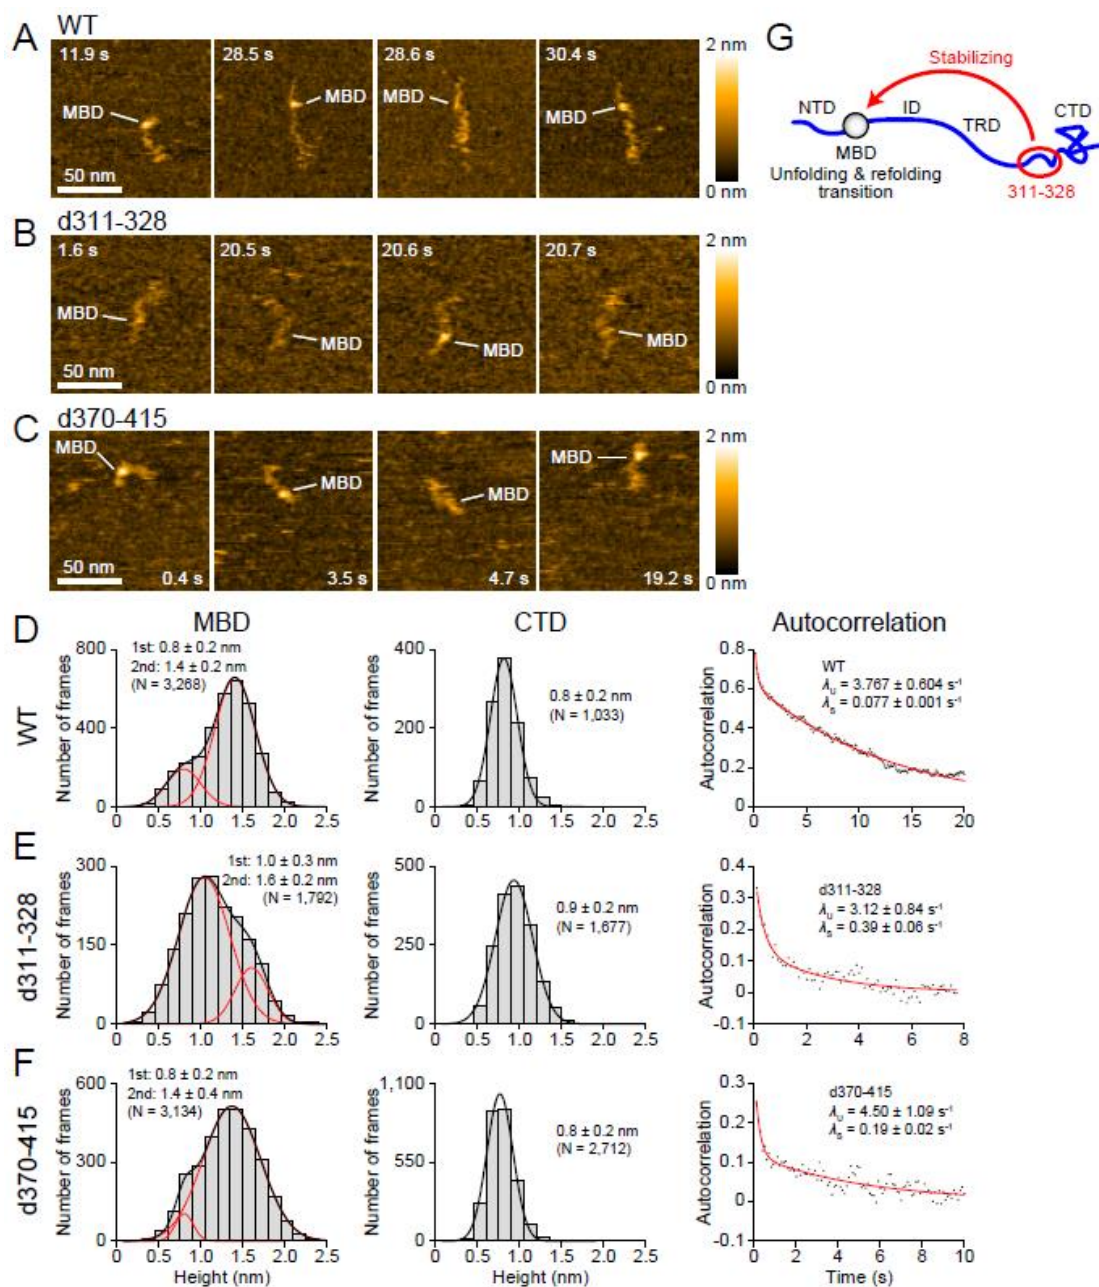 A
WT
11.9 s
28.5 s
28.6 s
30.4 s
MBD
MBD
MBD
MBD
50 nm
2 nm
0 nm
G
Stabilizing
NTD
ID
TRD
CTD
MBD
Unfolding & refolding
transition
311-328
B
d311-328
1.6 s
20.5 s
20.6 s
20.7 s
MBD
MBD
MBD
MBD
50 nm
2 nm
0 nm
C
d370-415
MBD
MBD
MBD
MBD
50 nm
0.4 s
3.5 s
4.7 s
19.2 s
2 nm
0 nm
D
MBD
CTD
Autocorrelation
WT
Number of frames
800
400
0
1st: 0.8 ± 0.2 nm
2nd: 1.4 ± 0.2 nm
(N = 3,268)
0 0.5 1.0 1.5 2.0 2.5
Number of frames
400
200
0
0.8 ± 0.2 nm
(N = 1,033)
0 0.5 1.0 1.5 2.0 2.5
Autocorrelation
0.8
0.6
0.4
0.2
0
WT
λu = 3.767 ± 0.604 s-1
λs = 0.077 ± 0.001 s-1
0 5 10 15 20
E
d311-328
Number of frames
300
150
0
1st: 1.0 ± 0.3 nm
2nd: 1.6 ± 0.2 nm
(N = 1,792)
0 0.5 1.0 1.5 2.0 2.5
Number of frames
500
250
0
0.9 ± 0.2 nm
(N = 1,677)
0 0.5 1.0 1.5 2.0 2.5
Autocorrelation
0.4
0.3
0.2
0.1
0
-0.1
d311-328
λu = 3.12 ± 0.84 s-1
λs = 0.39 ± 0.06 s-1
0 2 4 6 8
F
d370-415
Number of frames
600
300
0
1st: 0.8 ± 0.2 nm
2nd: 1.4 ± 0.4 nm
(N = 3,134)
0 0.5 1.0 1.5 2.0 2.5
Number of frames
1,100
550
0
0.8 ± 0.2 nm
(N = 2,712)
0 0.5 1.0 1.5 2.0 2.5
Height (nm)
Height (nm)
Autocorrelation
0.3
0.2
0.1
0
-0.1
d370-415
λu = 4.50 ± 1.09 s-1
λs = 0.19 ± 0.02 s-1
0 2 4 6 8 10
Time (s)